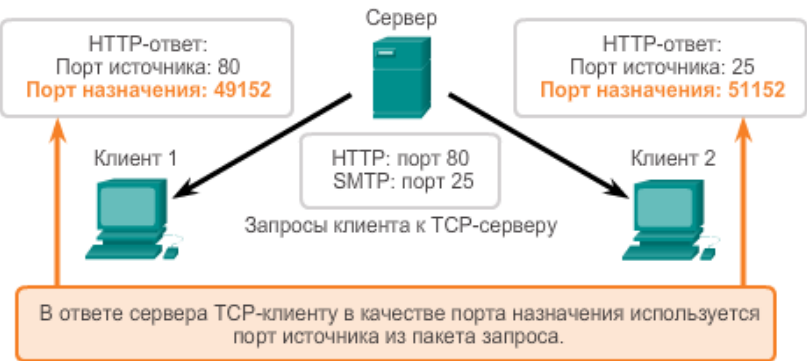 Сервер
HTTP-ответ:
Порт источника: 80
Порт назначения: 49152
HTTP-ответ:
Порт источника: 25
Порт назначения: 51152
Клиент 1
HTTP: порт 80
SMTP: порт 25
Клиент 2
Запросы клиента к TCP-серверу
В ответе сервера TCP-клиенту в качестве порта назначения используется
порт источника из пакета запроса.